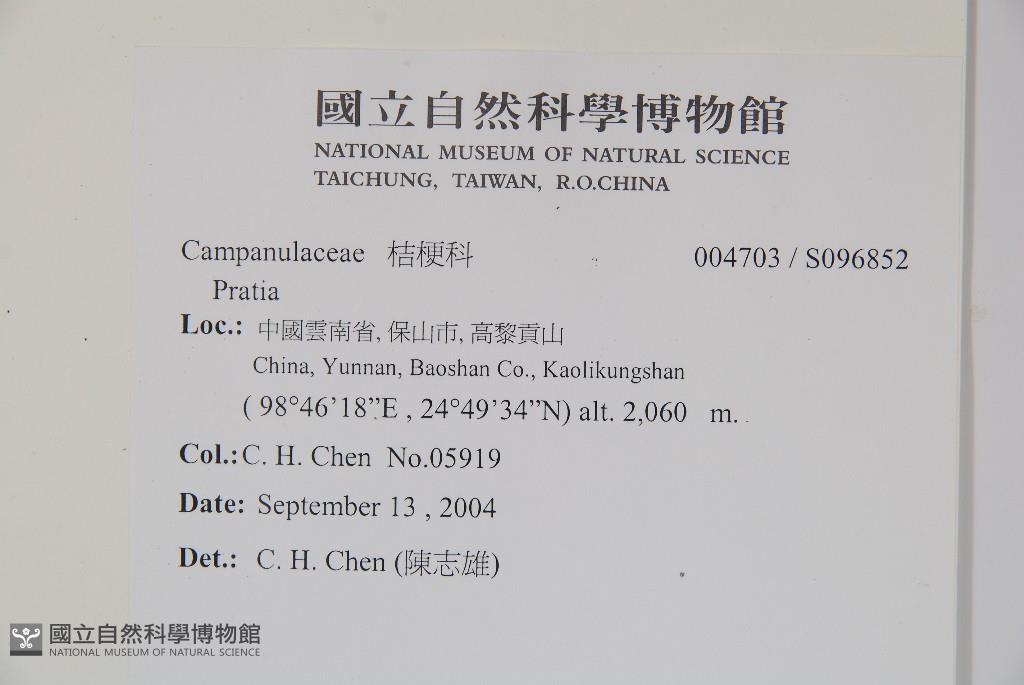 國立自然科學博物館
NATIONAL MUSEUM OF NATURAL SCIENCE
TAICHUNG, TAIWAN, R.O.CHINA
Campanulaceae 桔梗科 004703 / S096852
Pratia
Loc.: 中國雲南省, 保山市, 高黎貢山
China, Yunnan, Baoshan Co., Kaolikungshan
( 98°46’18”E , 24°49’34”N) alt. 2,060 m.
Col.: C. H. Chen No.05919
Date: September 13 , 2004
Det.: C. H. Chen (陳志雄)
國立自然科學博物館
NATIONAL MUSEUM OF NATURAL SCIENCE